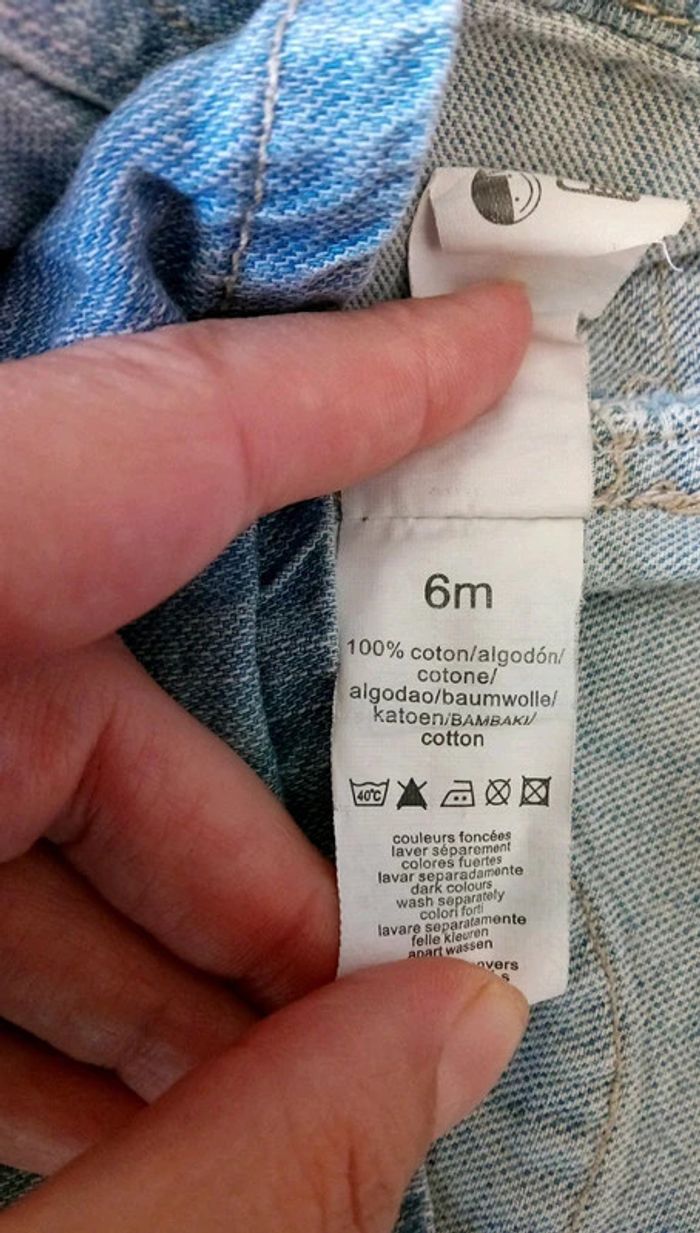 6m
100% coton/algodón/
cotone/
algodao/baumwolle/
katoen/BAMBAKI/
cotton
40°C
couleurs foncées
laver séparement
colores fuertes
lavar separadamente
dark colours
wash separately
colori forti
lavare separatamente
felle kleuren
apart wassen